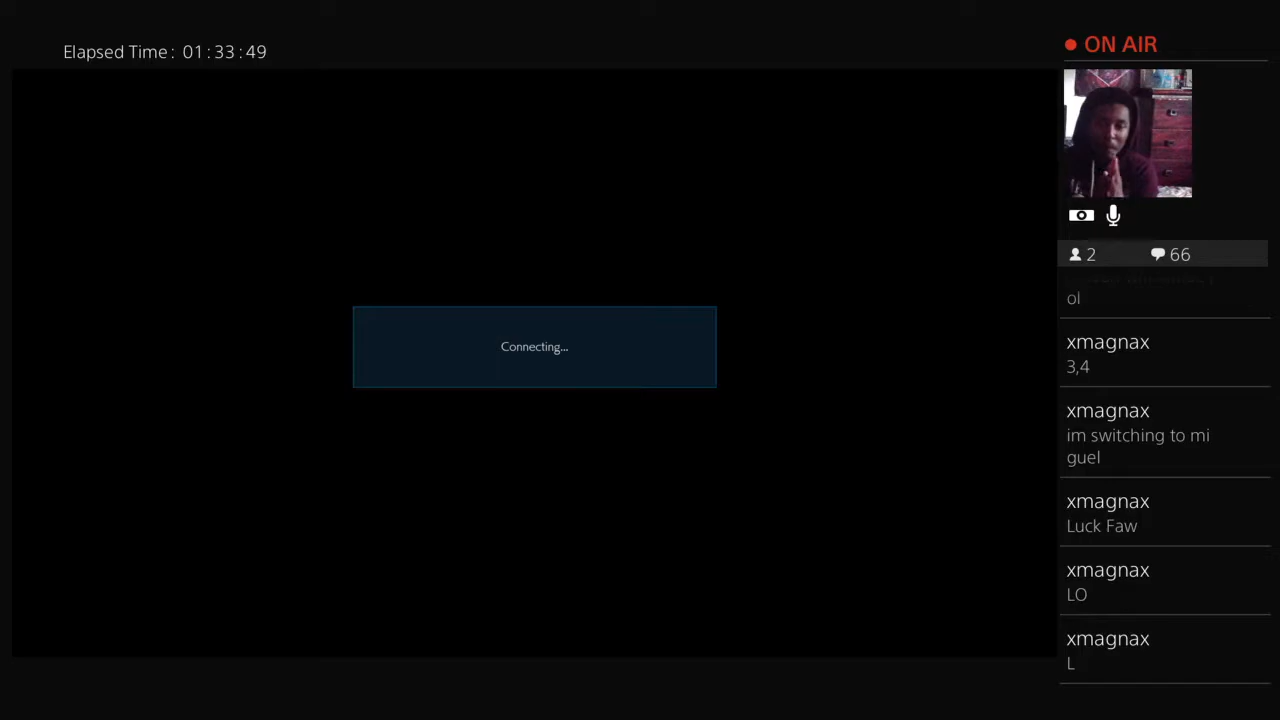 Elapsed Time: 01:33:49
ON AIR
2 66
ol
xmagnax
3,4
xmagnax
im switching to mi
guel
xmagnax
Luck Faw
xmagnax
LO
xmagnax
L
Connecting...